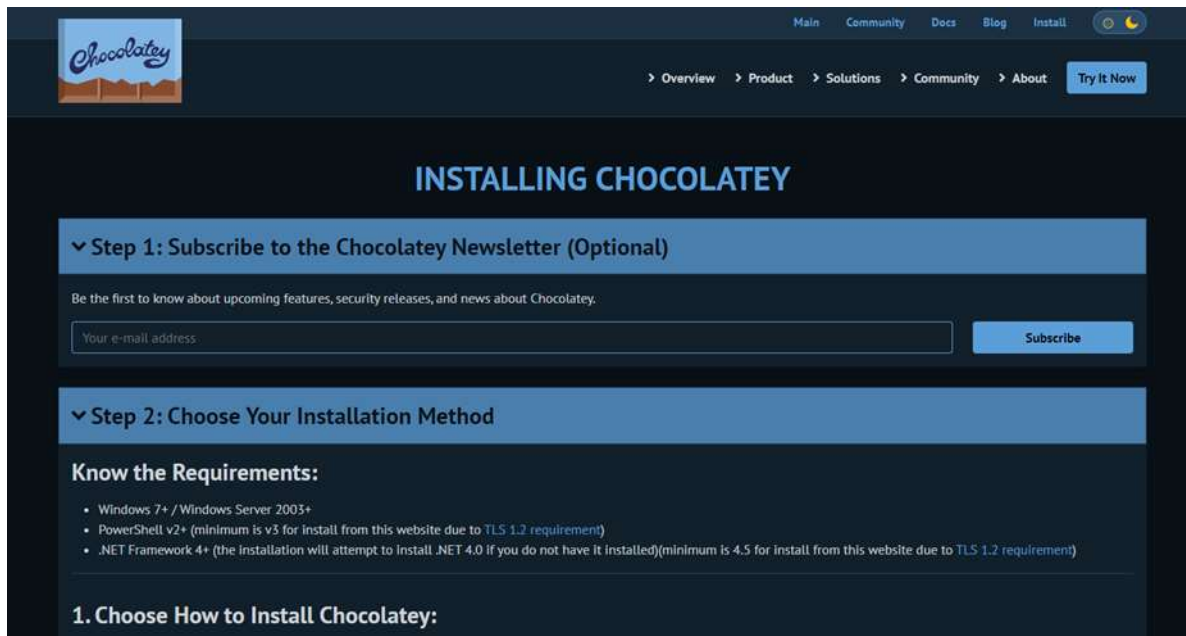 Main Community Docs Blog Install
Chocolatey
Overview Product Solutions Community About Try It Now
INSTALLING CHOCOLATEY
Step 1: Subscribe to the Chocolatey Newsletter (Optional)
Be the first to know about upcoming features, security releases, and news about Chocolatey.
Your e-mail address
Subscribe
Step 2: Choose Your Installation Method
Know the Requirements:
• Windows 7+ / Windows Server 2003+
• PowerShell v2+ (minimum is v3 for install from this website due to TLS 1.2 requirement)
• .NET Framework 4+ (the installation will attempt to install .NET 4.0 if you do not have it installed)(minimum is 4.5 for install from this website due to TLS 1.2 requirement)
1. Choose How to Install Chocolatey: